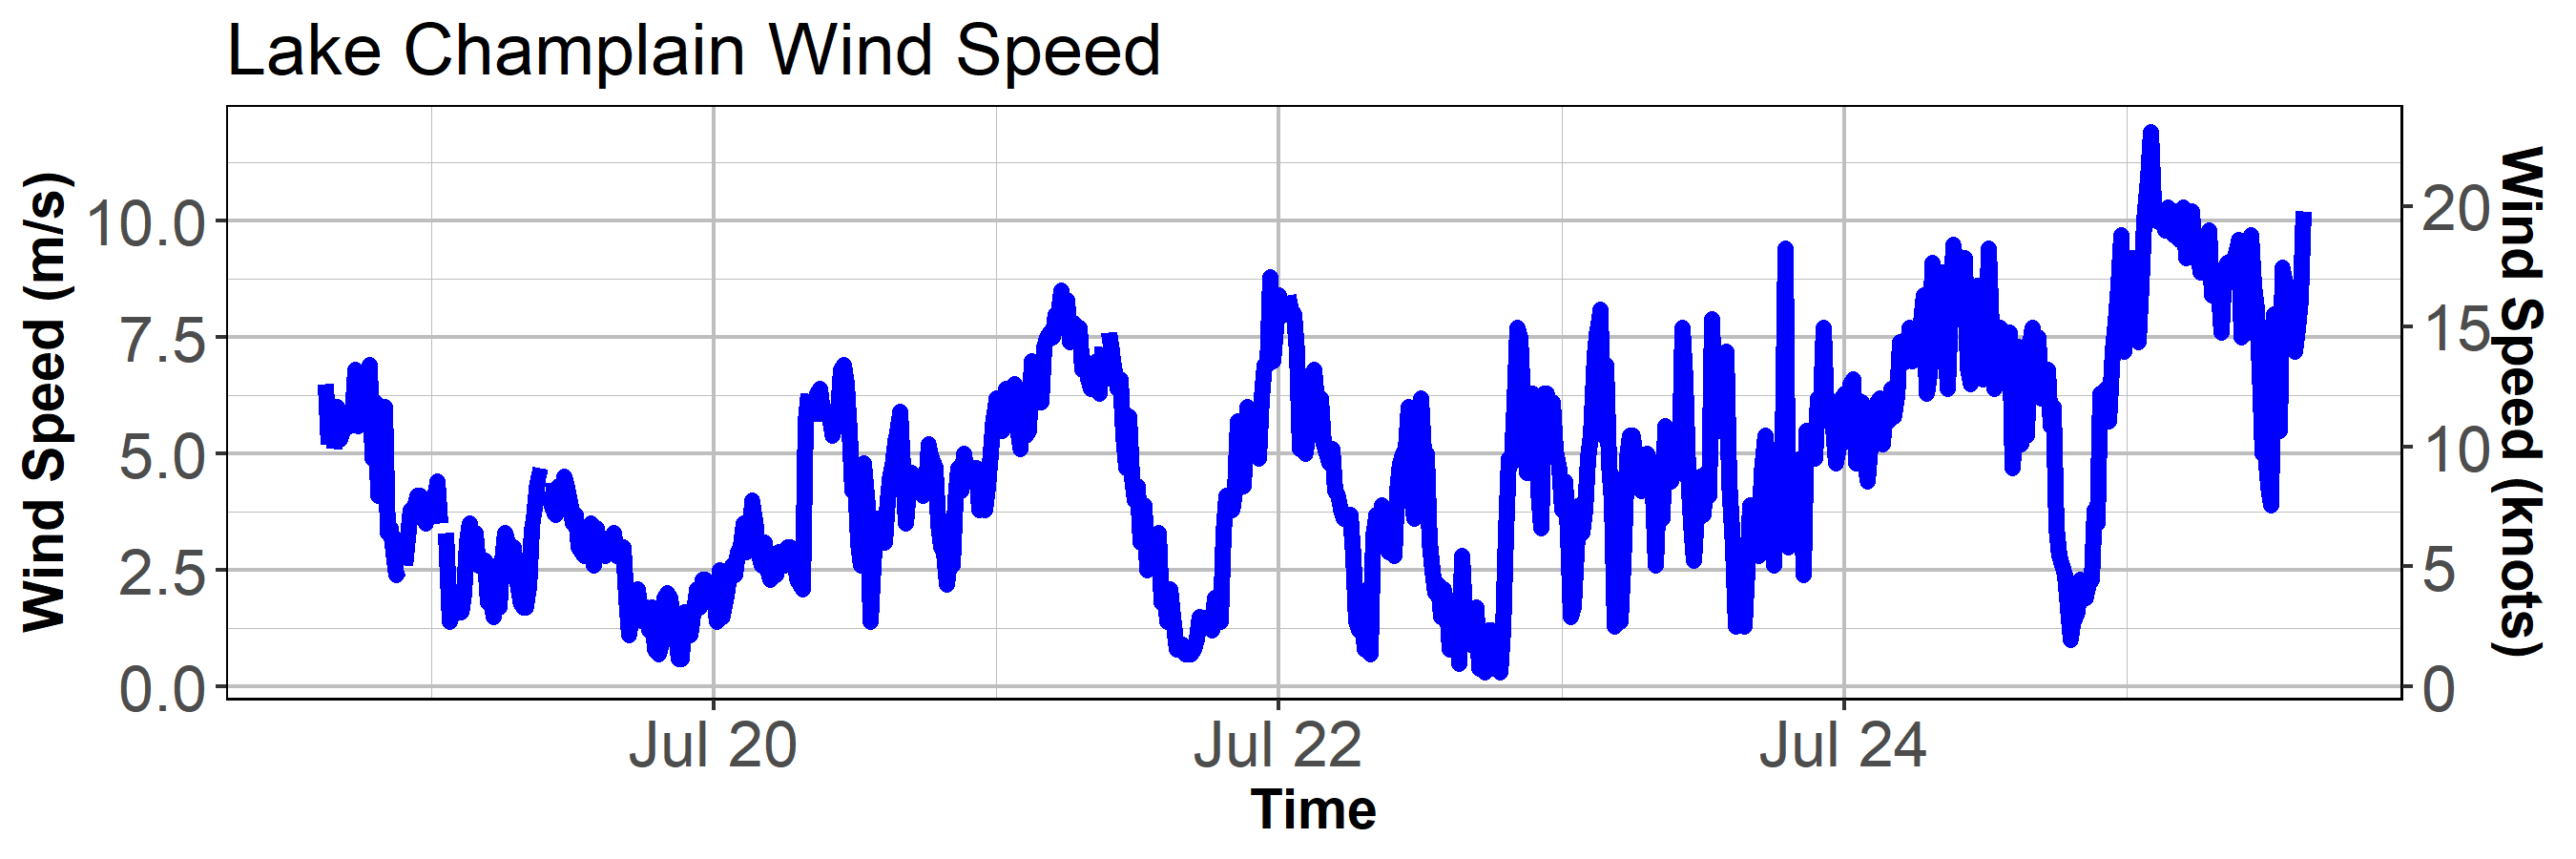 Lake Champlain Wind Speed
Wind Speed (m/s)
10.0
7.5
5.0
2.5
0.0
20
15
10
5
0
Wind Speed (knots)
Jul 20
Jul 22
Jul 24
Time